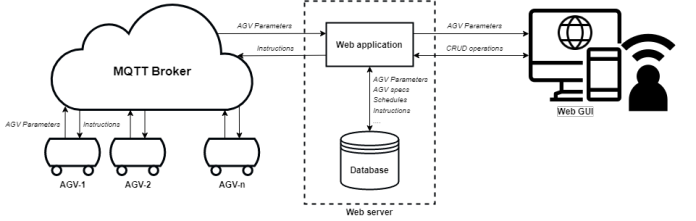 AGV Parameters
Instructions
MQTT Broker
AGV Parameters
Instructions
AGV-1
AGV-2
AGV-n
Web application
AGV Parameters
AGV specs
Schedules
Instructions
....
Database
Web server
AGV Parameters
CRUD operations
Web GUI